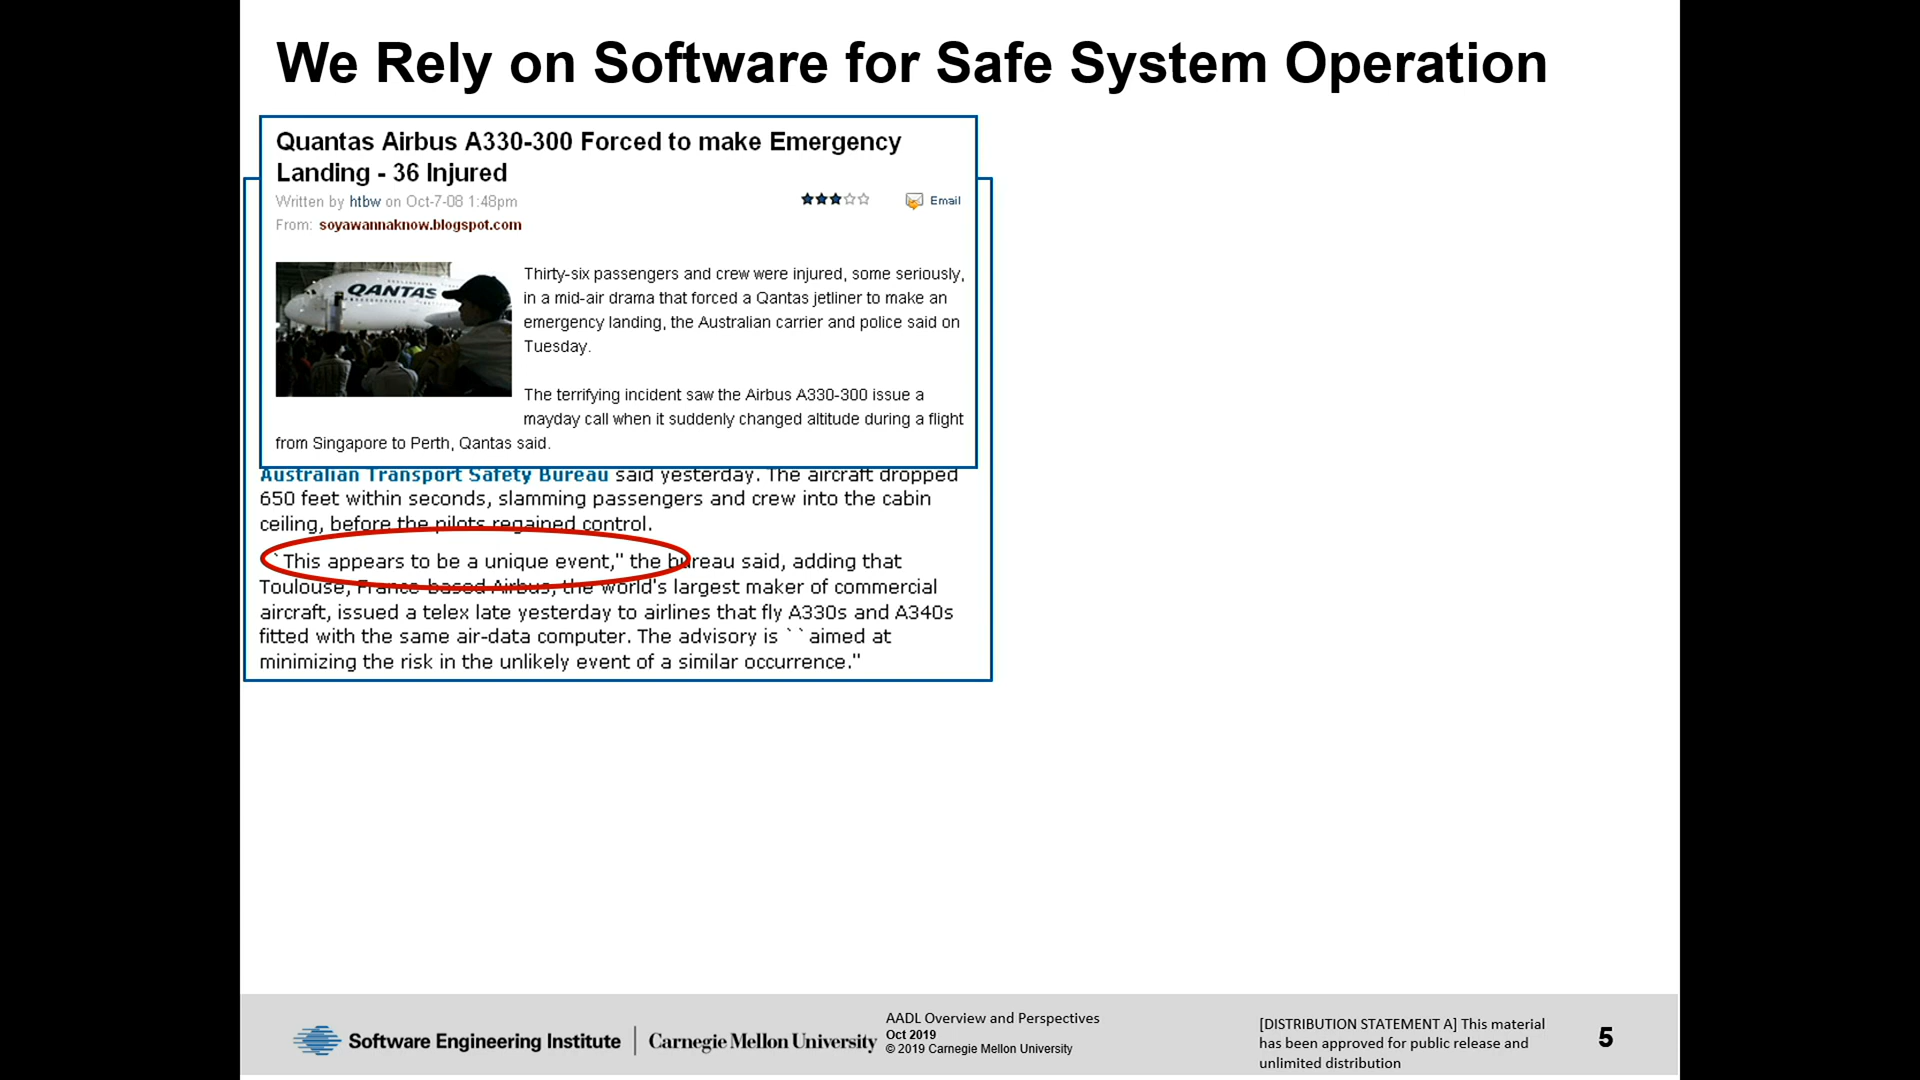 We Rely on Software for Safe System Operation
Quantas Airbus A330-300 Forced to make Emergency
Landing - 36 Injured
Written by htbw on Oct-7-08 1:48pm
Email
From: soyawannaknow.blogspot.com
QANTAS
Thirty-six passengers and crew were injured, some seriously,
in a mid-air drama that forced a Qantas jetliner to make an
emergency landing, the Australian carrier and police said on
Tuesday.
The terrifying incident saw the Airbus A330-300 issue a
mayday call when it suddenly changed altitude during a flight
from Singapore to Perth, Qantas said.
Australian Transport Safety Bureau said yesterday. The aircraft dropped
650 feet within seconds, slamming passengers and crew into the cabin
ceiling, before the pilots regained control.
`This appears to be a unique event,'' the bureau said, adding that
Toulouse, France-based Airbus, the world's largest maker of commercial
aircraft, issued a telex late yesterday to airlines that fly A330s and A340s
fitted with the same air-data computer. The advisory is ``aimed at
minimizing the risk in the unlikely event of a similar occurrence.''
Software Engineering Institute
Carnegie Mellon University
AADL Overview and Perspectives
Oct 2019
© 2019 Carnegie Mellon University
[DISTRIBUTION STATEMENT A] This material
has been approved for public release and
unlimited distribution
5